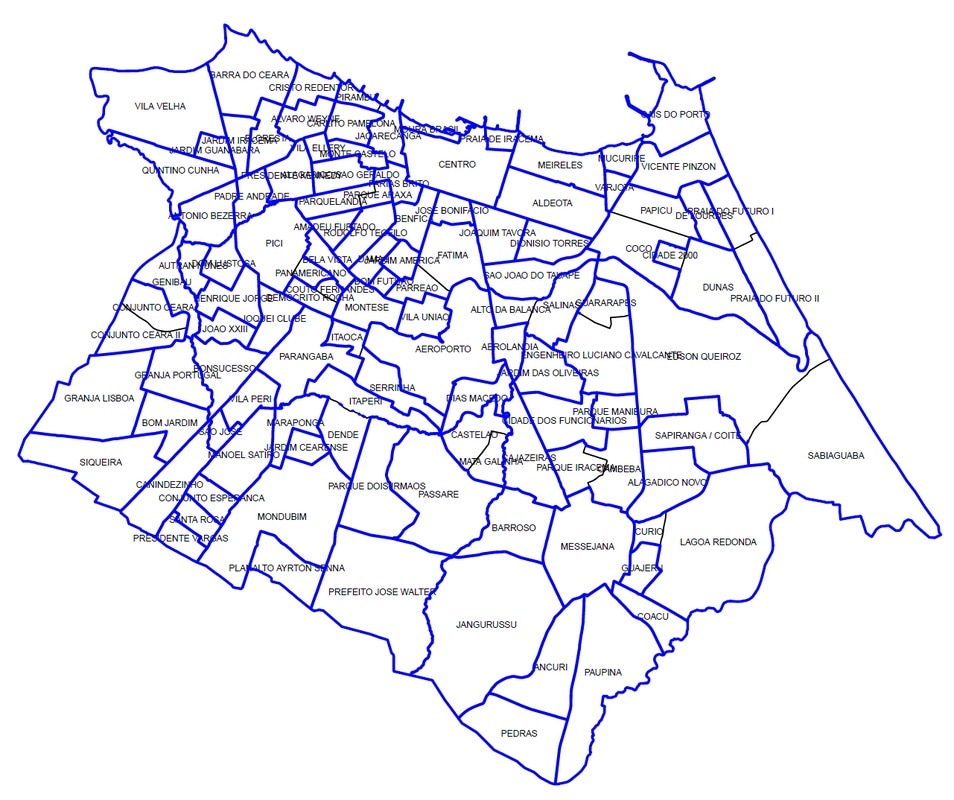 BARRA DO CEARA
CRISTO REDENTOR
PIRAMBU
VILA VELHA
CAIS DO PORTO
ALVARO WEYNE
CARLITO PAMPLONA
MOURA BRASIL
JACARECANGA
PRAIA DE IRACEMA
FLORESTA
JARDIM IRACEMA
JARDIM GUANABARA
VILA ELLERY
MONTE CASTELO
MUCURIPE
CENTRO
MEIRELES
VICENTE PINZON
QUINTINO CUNHA
PRESIDENTE KENNEDY
SAO GERALDO
FARIAS BRITO
VARJOTA
PADRE ANDRADE
PARQUE ARAXA
PARQUELANDIA
ALDEOTA
ANTONIO BEZERRA
JOSE BONIFACIO
PAPICU
PRAIA DO FUTURO I
DE LOURDES
BENFICA
AMADEU FURTADO
RODOLFO TEOFILO
JOAQUIM TAVORA
PICI
DIONISIO TORRES
COCO
CIDADE 2000
FATIMA
BELA VISTA
DAMAS
JARDIM AMERICA
AUTRAN NUNES
DOM LUSTOSA
PANAMERICANO
SAO JOAO DO TAUAPE
GENIBAU
BOM FUTURO
PARREAO
COUTO FERNANDES
DUNAS
HENRIQUE JORGE
DEMOCRITO ROCHA
PRAIA DO FUTURO II
CONJUNTO CEARA I
MONTESE
ALTO DA BALANCA
SALINAS
GUARARAPES
JOQUEI CLUBE
VILA UNIAO
JOAO XXIII
CONJUNTO CEARA II
ITAOCA
PARANGABA
AEROPORTO
AEROLANDIA
ENGENHEIRO LUCIANO CAVALCANTE
EDSON QUEIROZ
BONSUCESSO
GRANJA PORTUGAL
JARDIM DAS OLIVEIRAS
SERRINHA
GRANJA LISBOA
VILA PERI
ITAPERI
DIAS MACEDO
PARQUE MANIBURA
BOM JARDIM
MARAPONGA
CIDADE DOS FUNCIONARIOS
SAO JOSE
DENDE
CASTELAO
SAPIRANGA / COITE
JARDIM CEARENSE
MANOEL SATIRO
SABIAGUABA
SIQUEIRA
MATA GALINHA
CAJAZEIRAS
PARQUE IRACEMA
CAMBEBA
CANINDEZINHO
PARQUE DOIS IRMAOS
ALAGADICO NOVO
CONJUNTO ESPERANCA
PASSARE
SANTA ROSA
MONDUBIM
BARROSO
CURIO
PRESIDENTE VARGAS
MESSEJANA
LAGOA REDONDA
PLANALTO AYRTON SENNA
GUAJERU
PREFEITO JOSE WALTER
COACU
JANGURUSSU
ANCURI
PAUPINA
PEDRAS